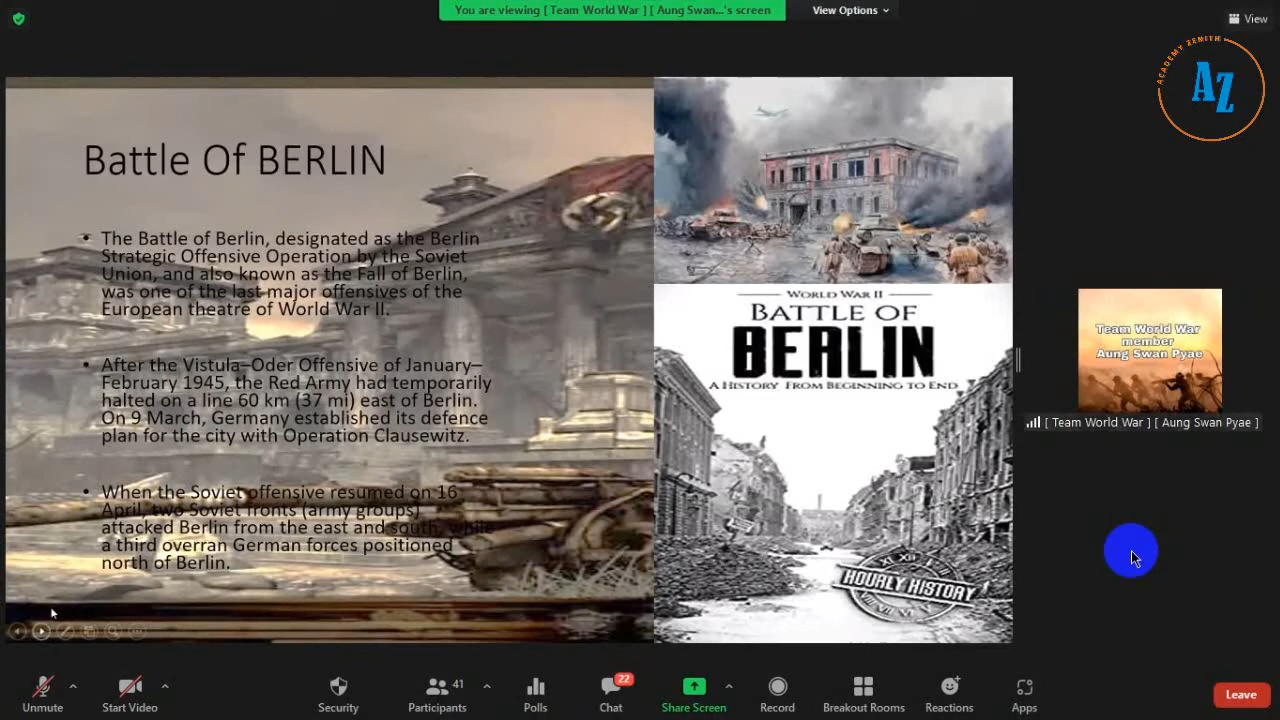 You are viewing [ Team World War ] [ Aung Swan...'s screen
View Options
View
ACADEMY ZENITH
AZ
Battle Of BERLIN
• The Battle of Berlin, designated as the Berlin
Strategic Offensive Operation by the Soviet
Union, and also known as the Fall of Berlin,
was one of the last major offensives of the
European theatre of World War II.
• After the Vistula–Oder Offensive of January–
February 1945, the Red Army had temporarily
halted on a line 60 km (37 mi) east of Berlin.
On 9 March, Germany established its defence
plan for the city with Operation Clausewitz.
• When the Soviet offensive resumed on 16
April, two Soviet fronts (army groups)
attacked Berlin from the east and south, while
a third overran German forces positioned
north of Berlin.
WORLD WAR II
BATTLE OF
BERLIN
A HISTORY FROM BEGINNING TO END
HOURLY HISTORY
Team World War
member
Aung Swan Pyae
[ Team World War ] [ Aung Swan Pyae ]
Unmute
Start Video
Security
41
Participants
Polls
22
Chat
Share Screen
Record
Breakout Rooms
Reactions
Apps
Leave